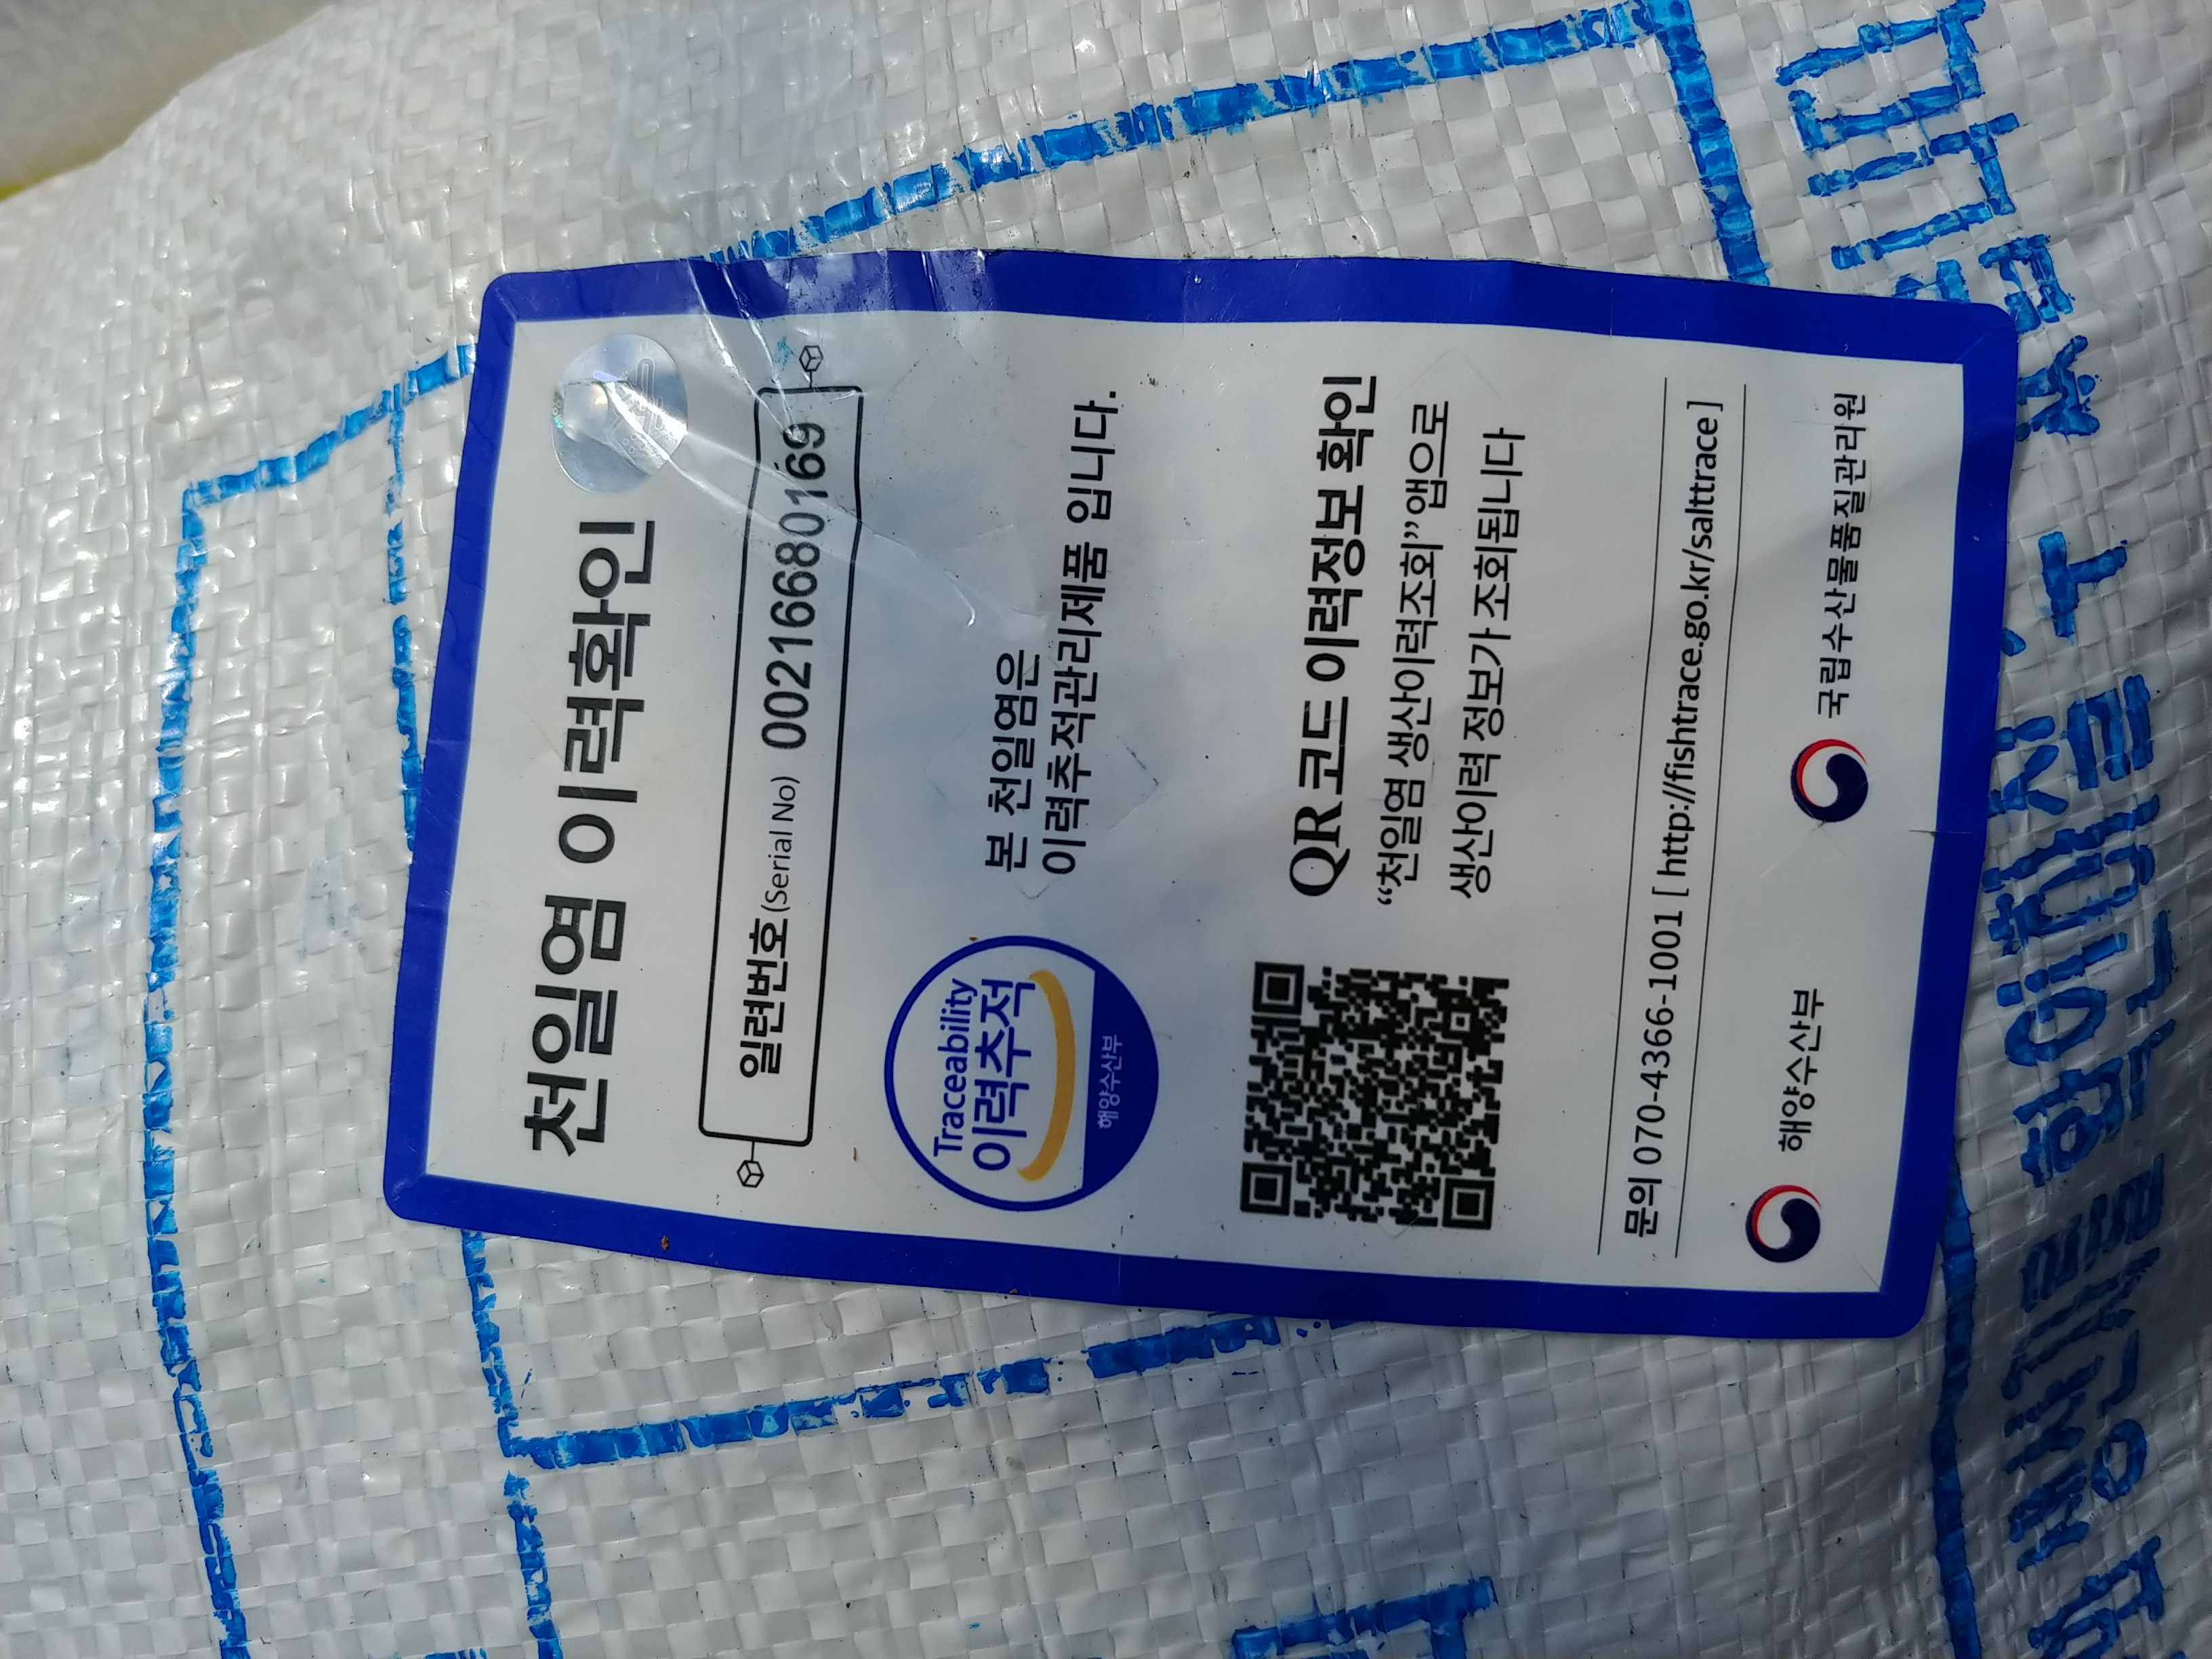 천일염 이력확인
일련번호(Serial No) 002166880169
Traceability
이력추적
해양수산부
본 천일염은
이력추적관리제품 입니다.
QR코드 이력정보 확인
“천일염 생산이력조회”앱으로
생산이력 정보가 조회됩니다
문의 070-4366-1001 [ http://fishtrace.go.kr/salttrace]
해양수산부
국립수산물품질관리원